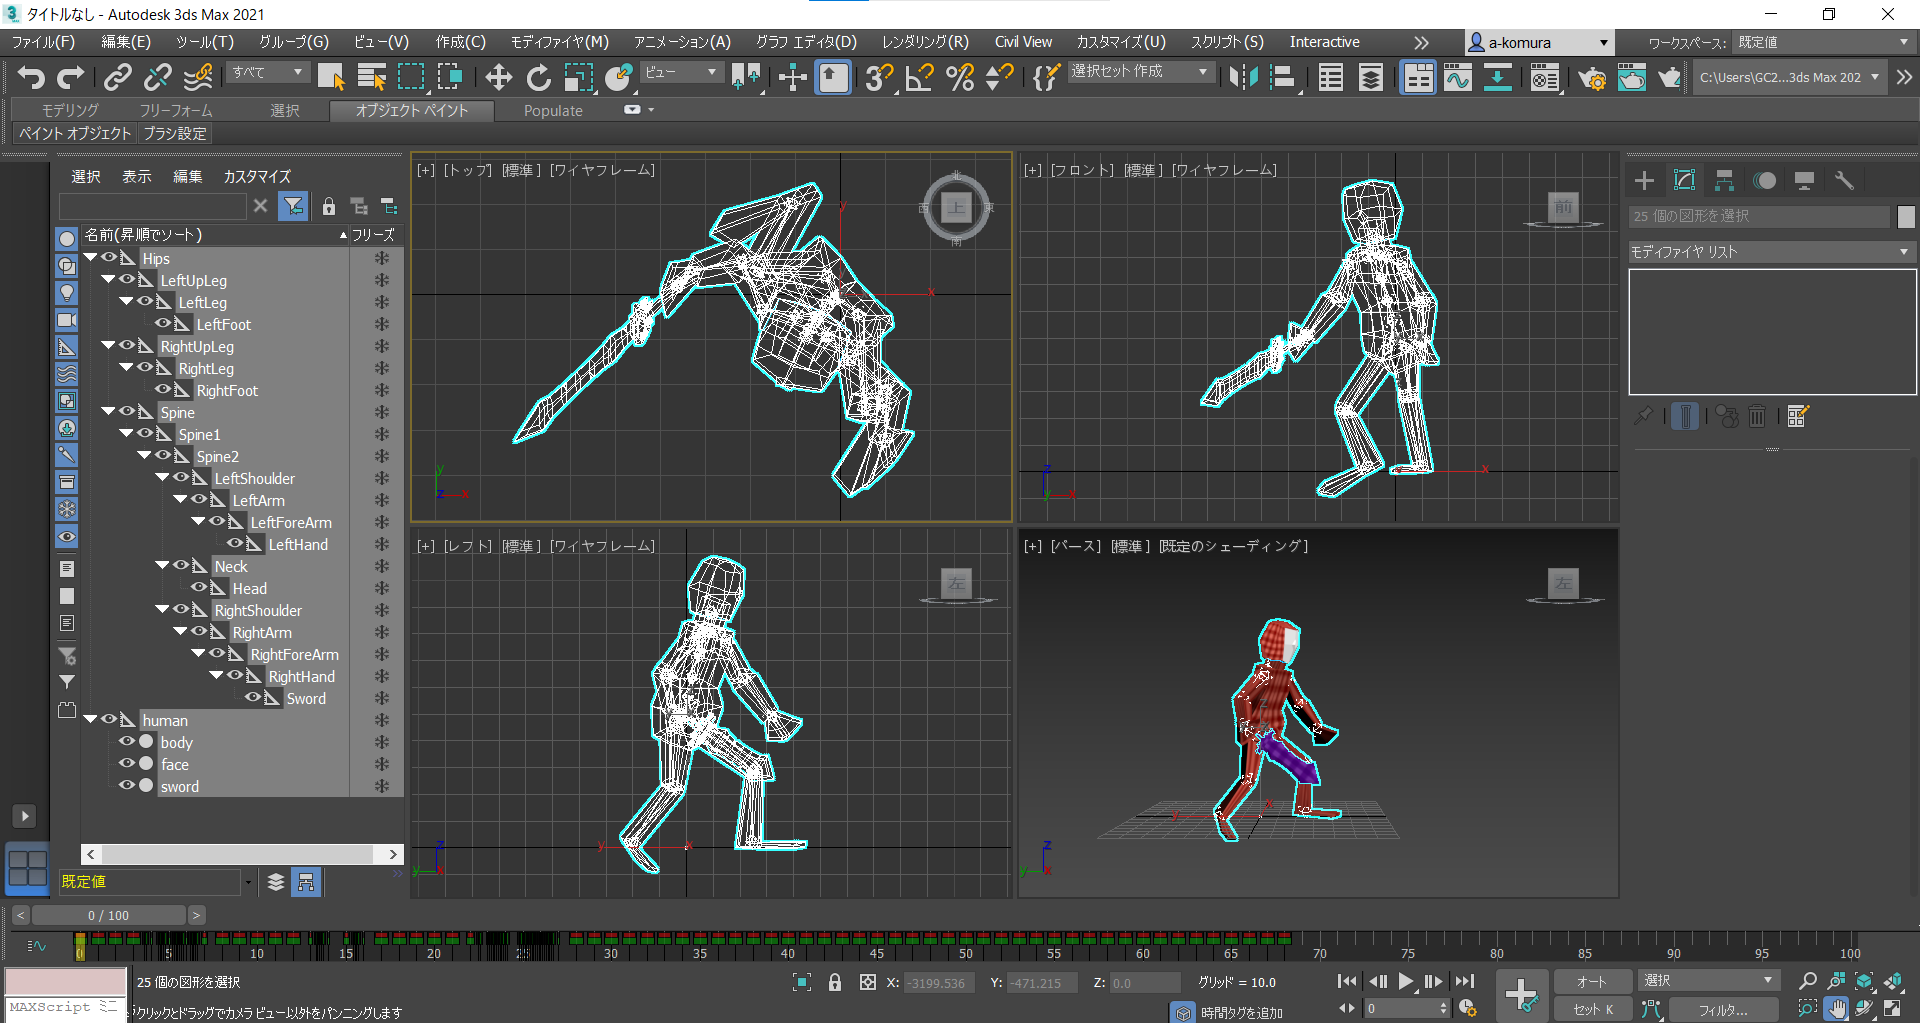 タイトルなし - Autodesk 3ds Max 2021
ファイル(F) 編集(E) ツール(T) グループ(G) ビュー(V) 作成(C) モディファイヤ(M) アニメーション(A) グラフ エディタ(D) レンダリング(R) Civil View カスタマイズ(U) スクリプト(S) Interactive a-komura ワークスペース: 既定値
すべて ビュー 選択セット 作成 C:\Users\GC2...3ds Max 202
モデリング フリーフォーム 選択 オブジェクト ペイント Populate
ペイント オブジェクト ブラシ設定
選択 表示 編集 カスタマイズ
名前(昇順でソート) フリーズ
Hips
LeftUpLeg
LeftLeg
LeftFoot
RightUpLeg
RightLeg
RightFoot
Spine
Spine1
Spine2
LeftShoulder
LeftArm
LeftForeArm
LeftHand
Neck
Head
RightShoulder
RightArm
RightForeArm
RightHand
Sword
human
body
face
sword
既定値
[+] [トップ] [標準] [ワイヤフレーム]
北
西 上 東
南
y
x
y
z x
[+] [フロント] [標準] [ワイヤフレーム]
前
x
z
y x
[+] [レフト] [標準] [ワイヤフレーム]
左
y x
z
y x
[+] [パース] [標準] [既定のシェーディング]
左
y x
z
y x
25 個の図形を選択
モディファイヤ リスト
< 0 / 100 >
0 5 10 15 20 25 30 35 40 45 50 55 60 65 70 75 80 85 90 95 100
25 個の図形を選択 X: -3199.536 Y: -471.215 Z: 0.0 グリッド = 10.0 オート 選択
MAXScript ミニ クリックとドラッグでカメラ ビュー以外をパンニングします 時間タグを追加 0 セット K フィルタ...